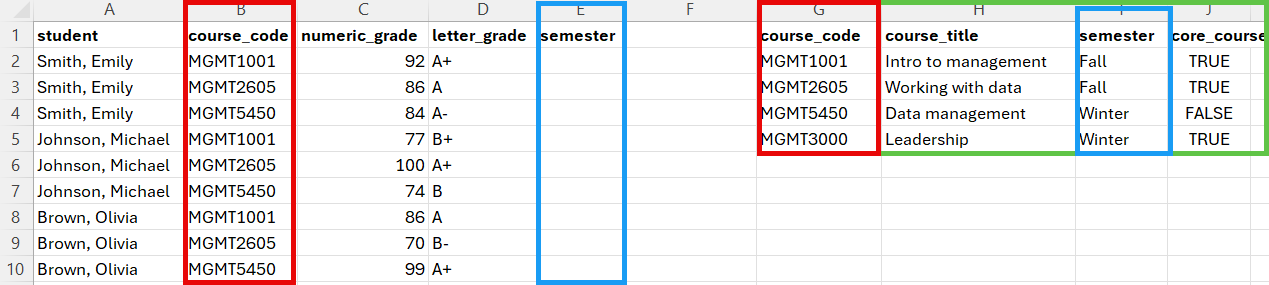 A B C D E F G H I J
1 student course_code numeric_grade letter_grade semester course_code course_title semester core_course
2 Smith, Emily MGMT1001 92 A+ MGMT1001 Intro to management Fall TRUE
3 Smith, Emily MGMT2605 86 A MGMT2605 Working with data Fall TRUE
4 Smith, Emily MGMT5450 84 A- MGMT5450 Data management Winter FALSE
5 Johnson, Michael MGMT1001 77 B+ MGMT3000 Leadership Winter TRUE
6 Johnson, Michael MGMT2605 100 A+
7 Johnson, Michael MGMT5450 74 B
8 Brown, Olivia MGMT1001 86 A
9 Brown, Olivia MGMT2605 70 B-
10 Brown, Olivia MGMT5450 99 A+